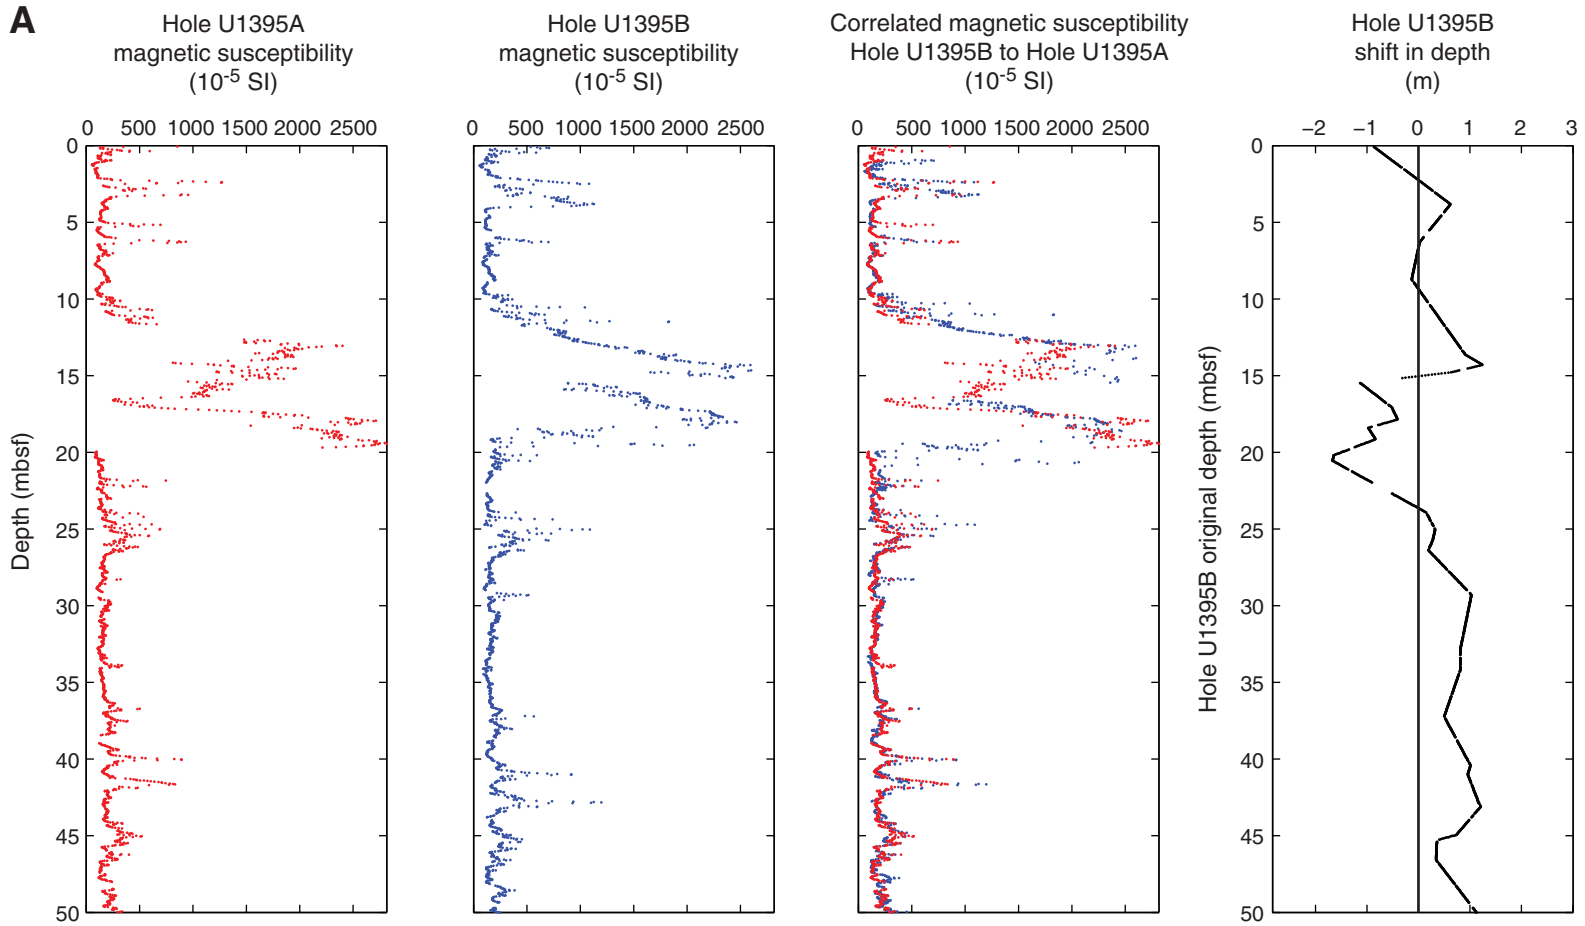 A
Hole U1395A
magnetic susceptibility
(10-5 SI)
Hole U1395B
magnetic susceptibility
(10-5 SI)
Correlated magnetic susceptibility
Hole U1395B to Hole U1395A
(10-5 SI)
Hole U1395B
shift in depth
(m)
0 500 1000 1500 2000 2500
0 500 1000 1500 2000 2500
0 500 1000 1500 2000 2500
−2 −1 0 1 2 3
Depth (mbsf)
0
5
10
15
20
25
30
35
40
45
50
Hole U1395B original depth (mbsf)
0
5
10
15
20
25
30
35
40
45
50